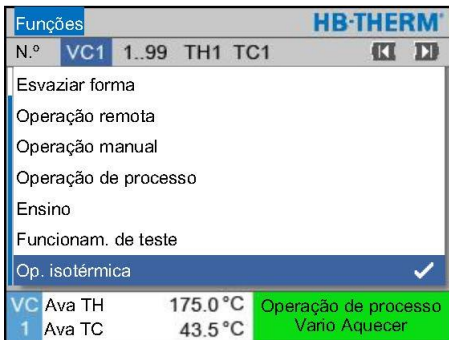 Funções HB-THERM®
N.º VC1 1..99 TH1 TC1
Esvaziar forma
Operação remota
Operação manual
Operação de processo
Ensino
Funcionam. de teste
Op. isotérmica
VC Ava TH 175.0 °C Operação de processo
1 Ava TC 43.5 °C Vario Aquecer